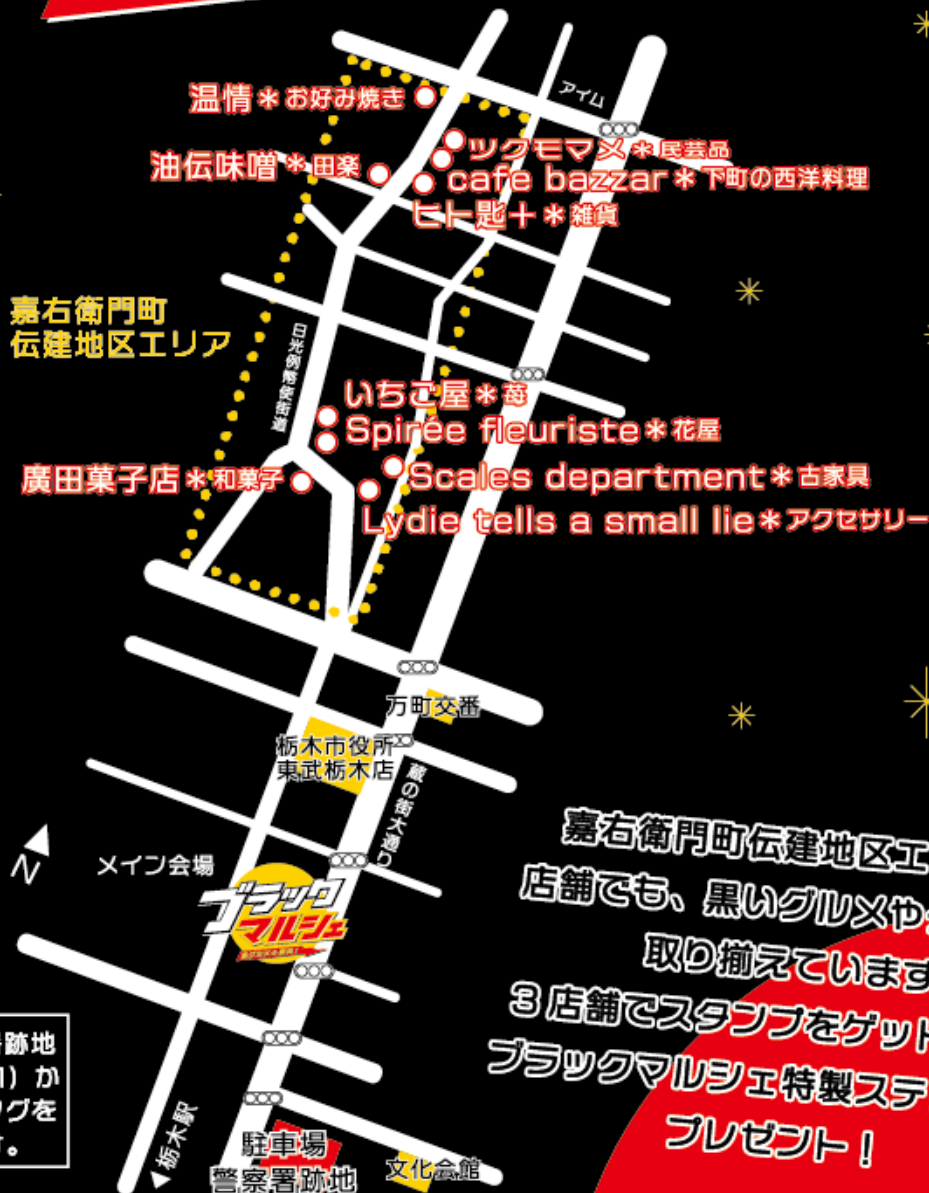 アイム
温情＊お好み焼き
ツクモマメ＊民芸品
油伝味噌＊田楽
cafe bazzar＊下町の西洋料理
ヒト匙＋＊雑貨
嘉右衛門町
伝建地区エリア
日光例幣使街道
いちご屋＊苺
Spirée fleuriste＊花屋
廣田菓子店＊和菓子
Scales department＊古家具
Lydie tells a small lie＊アクセサリー
万町交番
栃木市役所
東武栃木店
蔵の街大通り
N
メイン会場
ブラック
マルシェ
嘉右衛門町伝建地区エ
店舗でも、黒いグルメや
取り揃えています
3店舗でスタンプをゲット
ブラックマルシェ特製ステ
プレゼント！
跡地
）か
グを
。
栃木駅
駐車場
警察署跡地
文化会館